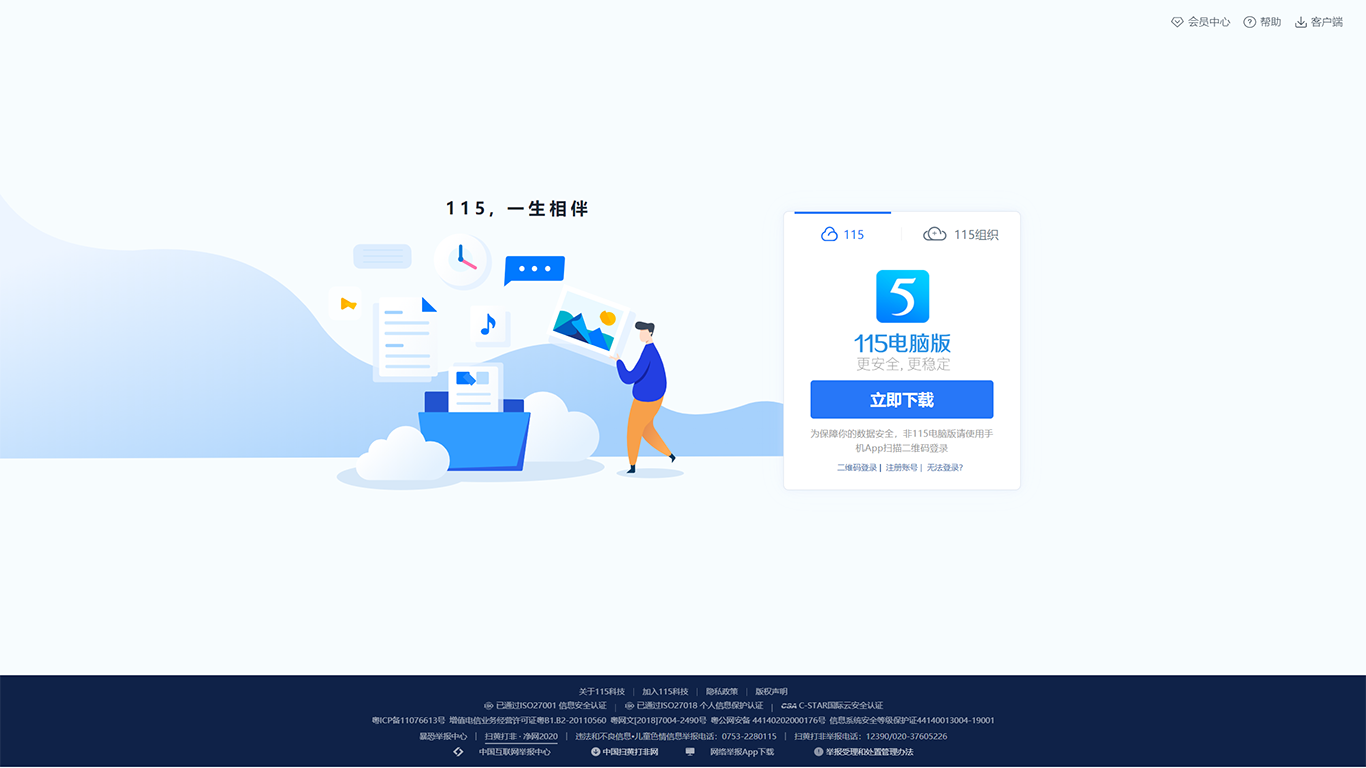 会员中心 帮助 客户端
115，一生相伴
115 115组织
5
115电脑版
更安全, 更稳定
立即下载
为保障你的数据安全，非115电脑版请使用手
机App扫描二维码登录
二维码登录 | 注册账号 | 无法登录?
关于115科技 | 加入115科技 | 隐私政策 | 版权声明
已通过ISO27001 信息安全认证 | 已通过ISO27018 个人信息保护认证 | CSA C-STAR国际云安全认证
粤ICP备11076613号 增值电信业务经营许可证粤B1.B2-20110560 粤网文[2018]7004-2490号 粤公网安备 44140202000176号 信息系统安全等级保护证44140013004-19001
暴恐举报中心 | 扫黄打非 · 净网2020 | 违法和不良信息•儿童色情信息举报电话：0753-2280115 | 扫黄打非举报电话：12390/020-37605226
中国互联网举报中心 中国扫黄打非网 网络举报App下载 举报受理和处置管理办法